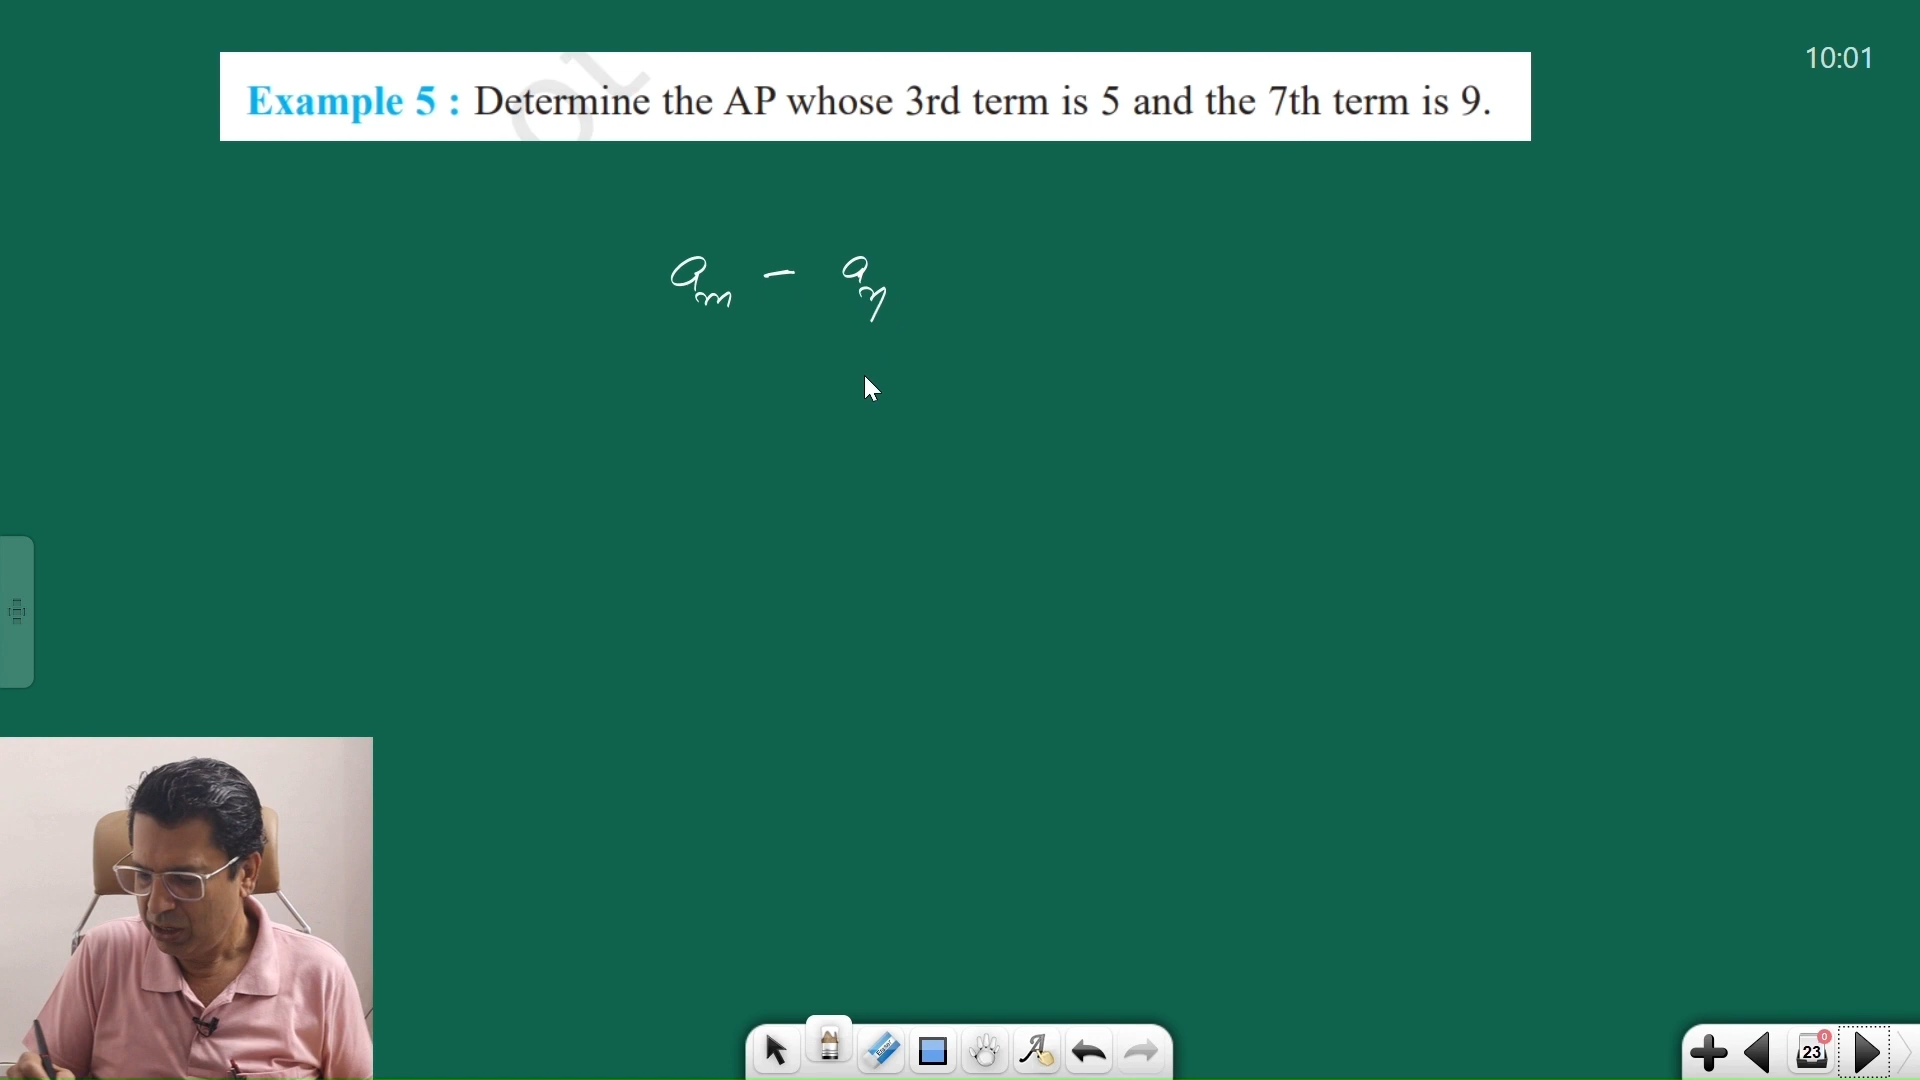 10:01
Example 5 : Determine the AP whose 3rd term is 5 and the 7th term is 9.
aₘ - aₙ
23
0